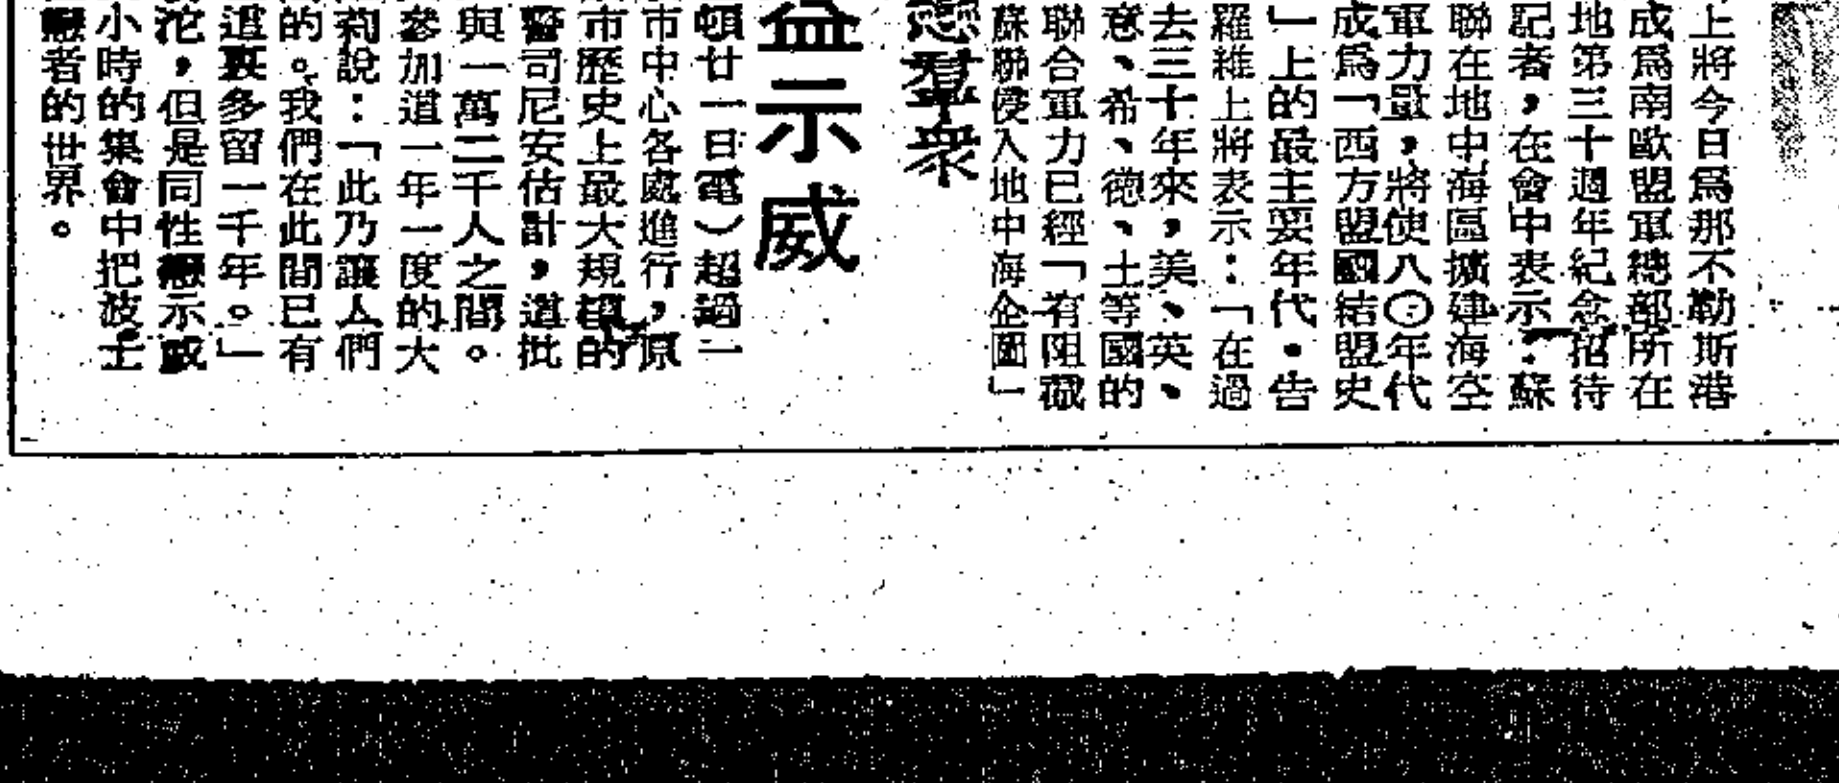 上將今日爲那不勒斯港
成爲南歐盟軍總部所在
地第三十週年紀念招待
記者，在會中表示：蘇
聯在地中海區擴建海空
軍力量，將使八〇年代
成爲「西方盟國結盟史
」上的最主要年代。告
羅維上將表示：「在過
去三十年來，美、英、
意、希、德、土等國的
聯合軍力已經「有阻嚇
蘇聯侵入地中海企圖」
戀羣衆
益示威
頓廿一日電）超過一
市中心各處進行，原
市歷史上最大規模的
警司尼安估計，這批
與一萬二千人之間。
參加這一年一度的大
莉說：「此乃讓人們
的。我們在此間已有
這裏多留一千年。」
沱，但是同性戀示威
小時的集會中把波士
戀者的世界。